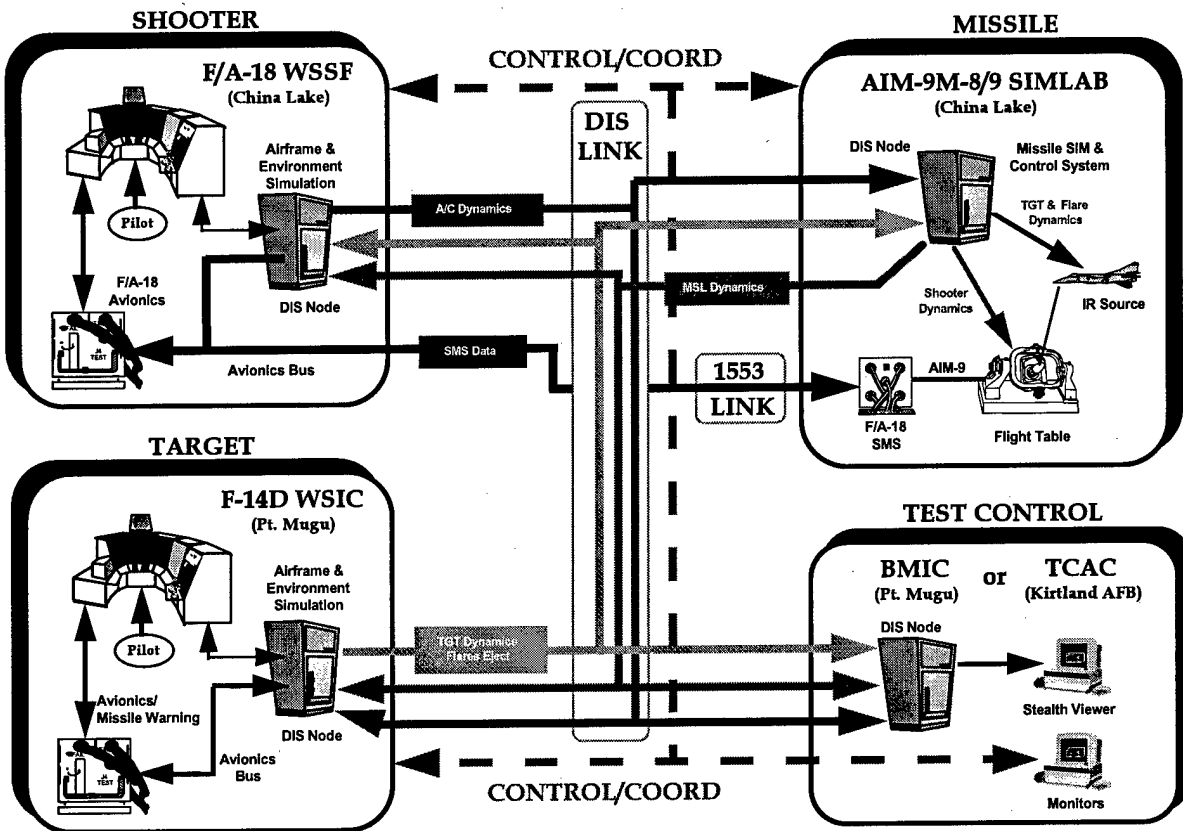 SHOOTER
F/A-18 WSSF
(China Lake)
Airframe &
Environment
Simulation
Pilot
F/A-18
Avionics
DIS Node
JA
TEST
Avionics Bus
CONTROL/COORD
DIS
LINK
A/C Dynamics
MSL Dynamics
SMS Data
1553
LINK
MISSILE
AIM-9M-8/9 SIMLAB
(China Lake)
DIS Node
Missile SIM &
Control System
TGT & Flare
Dynamics
Shooter
Dynamics
IR Source
AIM-9
F/A-18
SMS
Flight Table
TARGET
F-14D WSIC
(Pt. Mugu)
Airframe &
Environment
Simulation
Pilot
Avionics/
Missile Warning
DIS Node
JA
TEST
Avionics
Bus
TGT Dynamics
Flares Eject
CONTROL/COORD
TEST CONTROL
BMIC or TCAC
(Pt. Mugu) (Kirtland AFB)
DIS Node
Stealth Viewer
Monitors